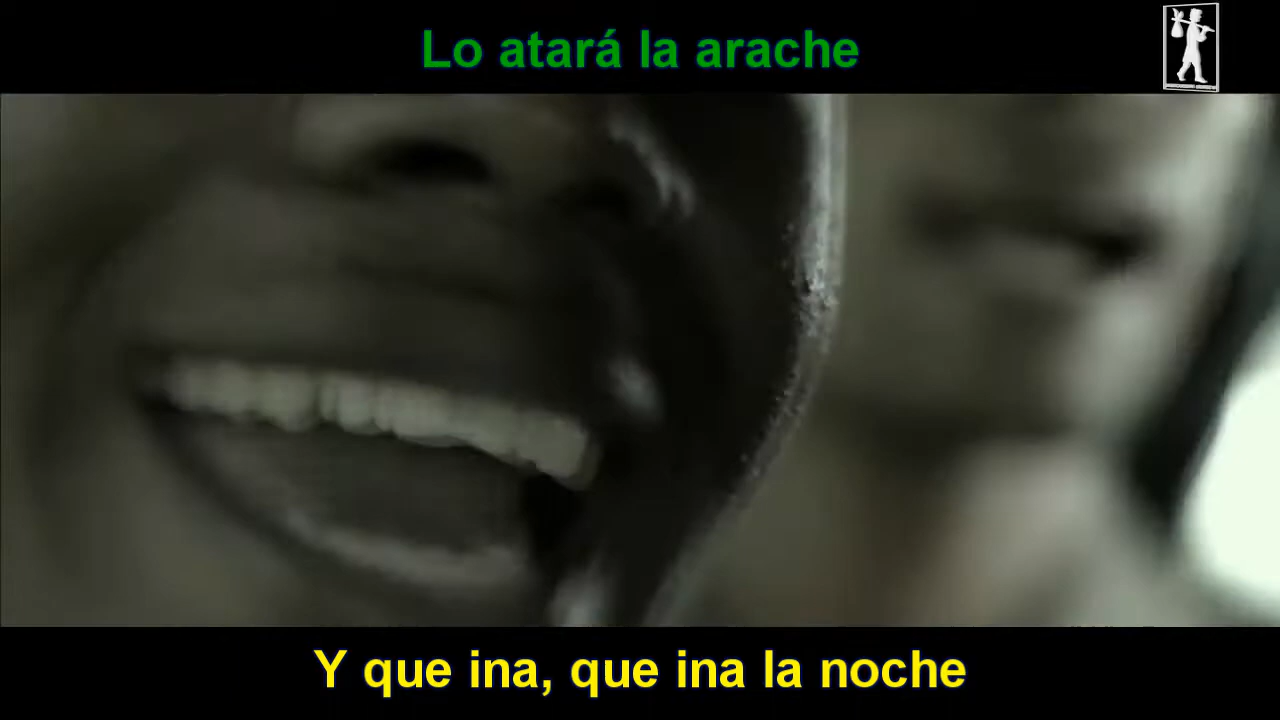 Lo atará la arache
Y que ina, que ina la noche